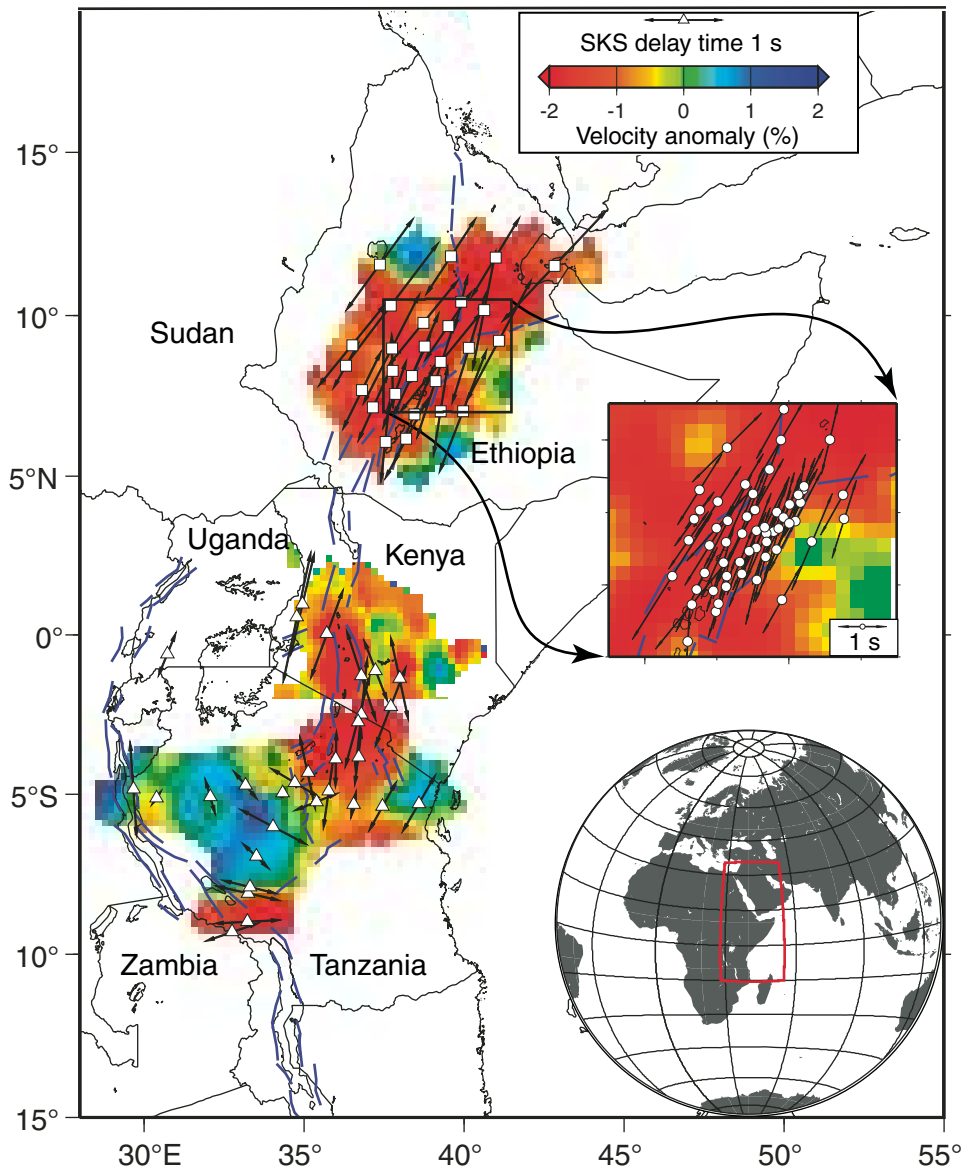 SKS delay time 1 s
-2 -1 0 1 2
Velocity anomaly (%)
15°
10°
5°N
0°
5°S
10°
15°
Sudan
Ethiopia
Uganda
Kenya
Zambia
Tanzania
1 s
30°E 35° 40° 45° 50° 55°